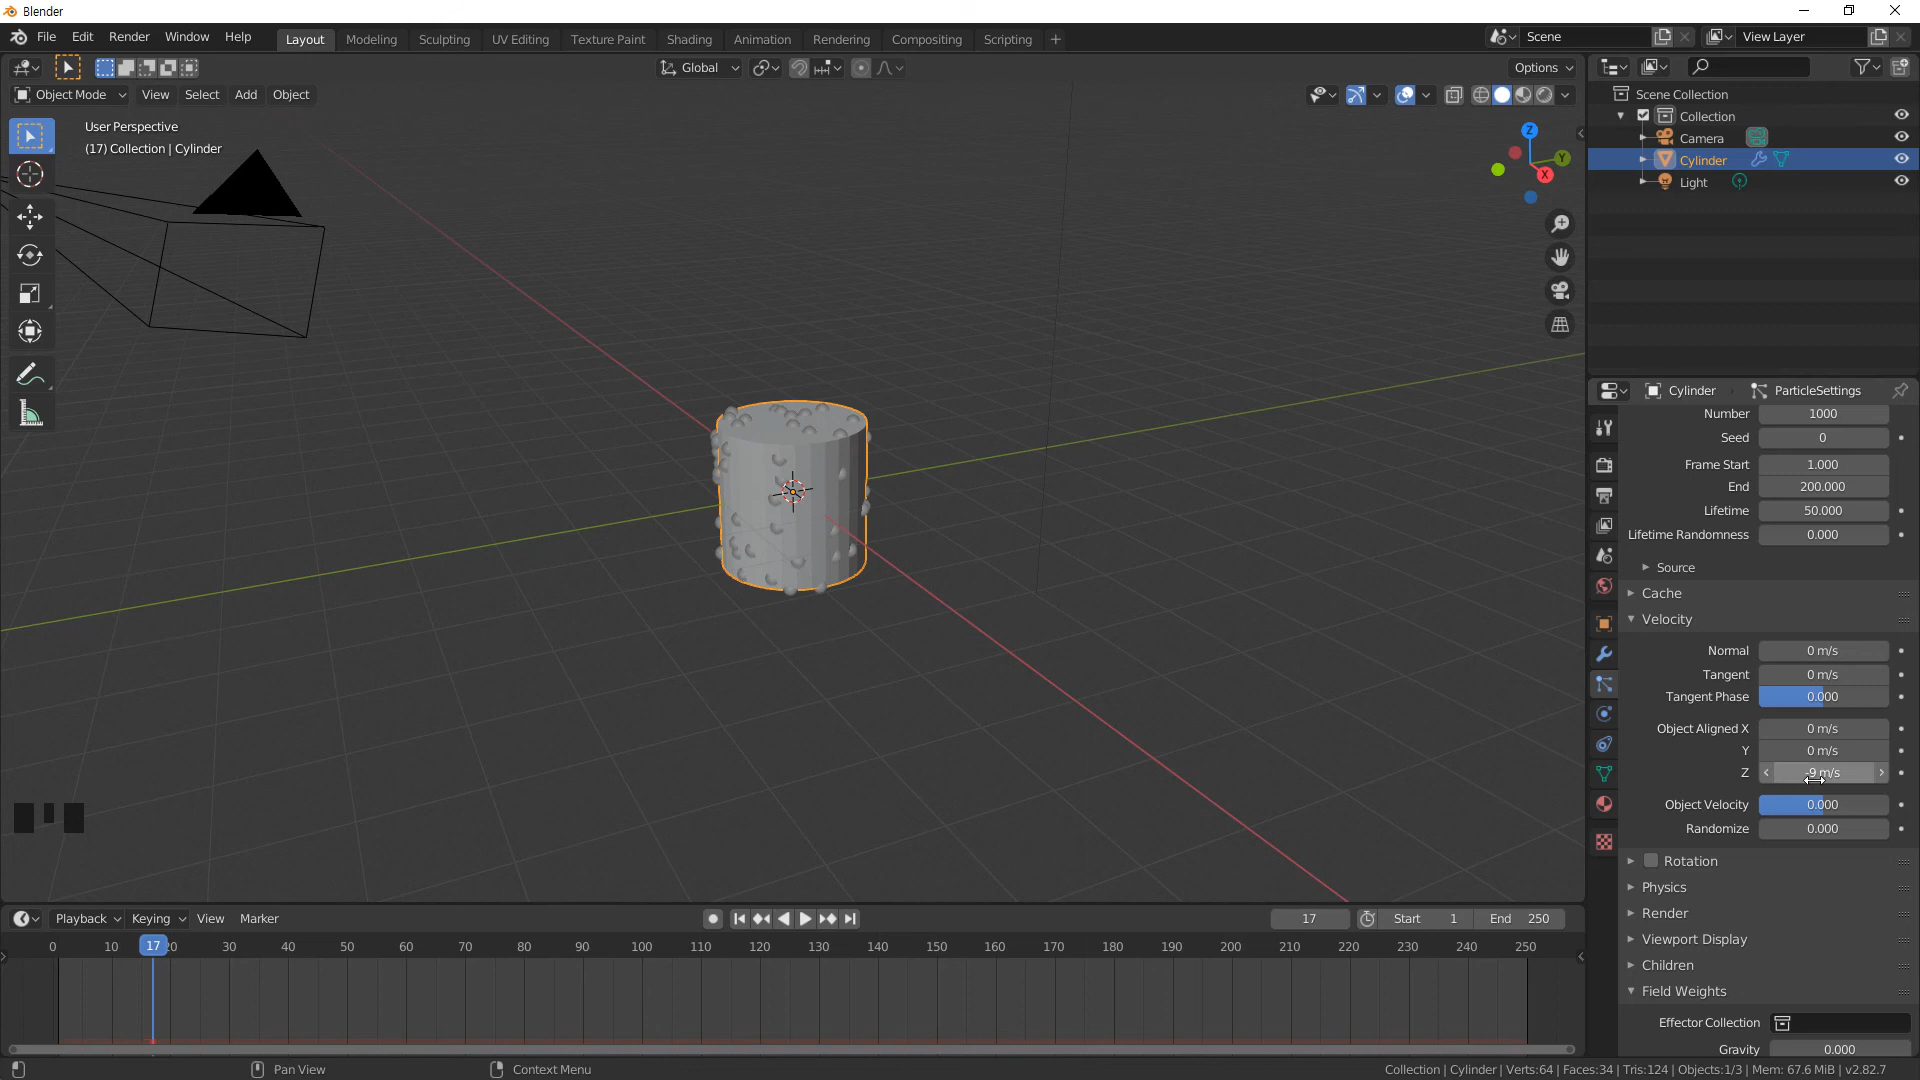 Blender
File Edit Render Window Help
Layout Modeling Sculpting UV Editing Texture Paint Shading Animation Rendering Compositing Scripting
Scene
View Layer
Global
Options
Object Mode View Select Add Object
User Perspective
(17) Collection | Cylinder
Z
Y
X
Scene Collection
Collection
Camera
Cylinder
Light
Cylinder ParticleSettings
Number 1000
Seed 0
Frame Start 1.000
End 200.000
Lifetime 50.000
Lifetime Randomness 0.000
Source
Cache
Velocity
Normal 0 m/s
Tangent 0 m/s
Tangent Phase 0.000
Object Aligned X 0 m/s
Y 0 m/s
Z -9 m/s
Object Velocity 0.000
Randomize 0.000
Rotation
Physics
Render
Viewport Display
Children
Field Weights
Effector Collection
Gravity 0.000
Playback Keying View Marker
17
Start 1 End 250
0 10 17 20 30 40 50 60 70 80 90 100 110 120 130 140 150 160 170 180 190 200 210 220 230 240 250
Pan View
Context Menu
Collection | Cylinder | Verts:64 | Faces:34 | Tris:124 | Objects:1/3 | Mem: 67.6 MiB | v2.82.7